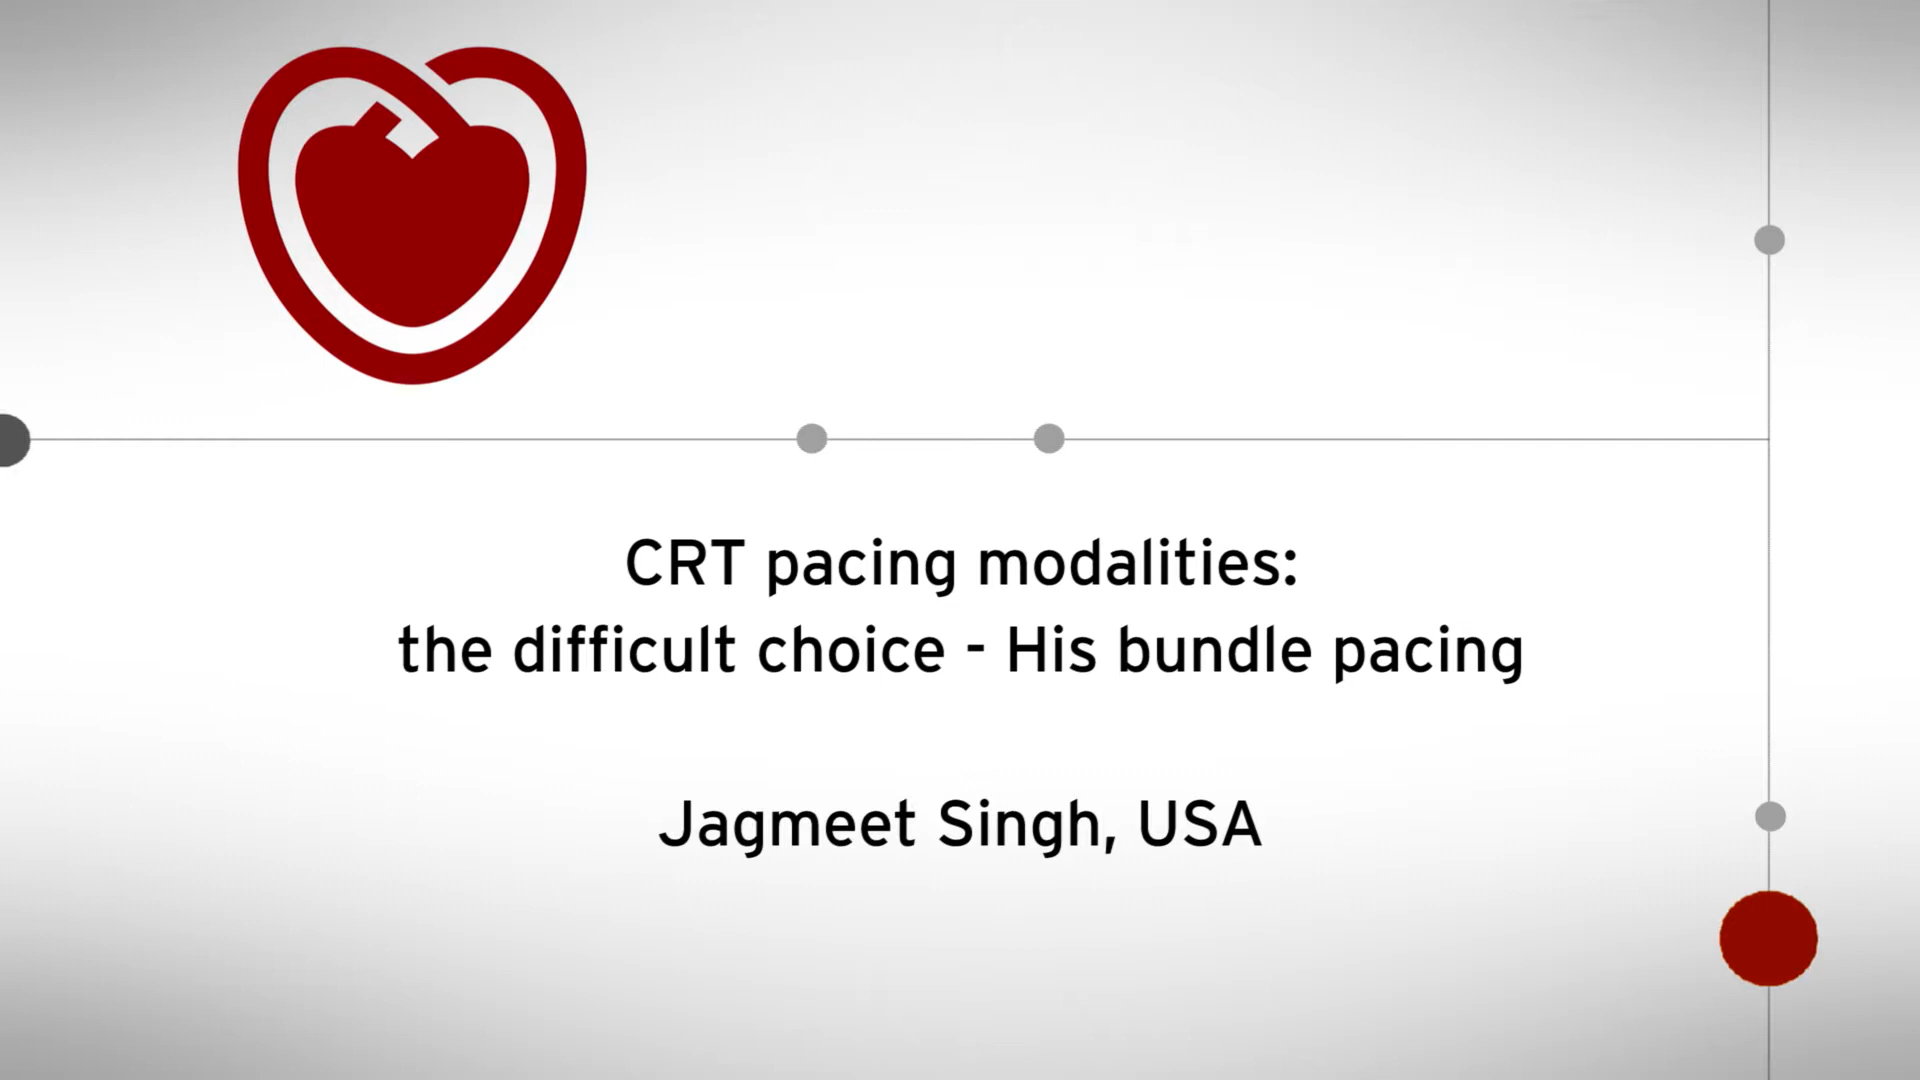 CRT pacing modalities:
the difficult choice - His bundle pacing
Jagmeet Singh, USA